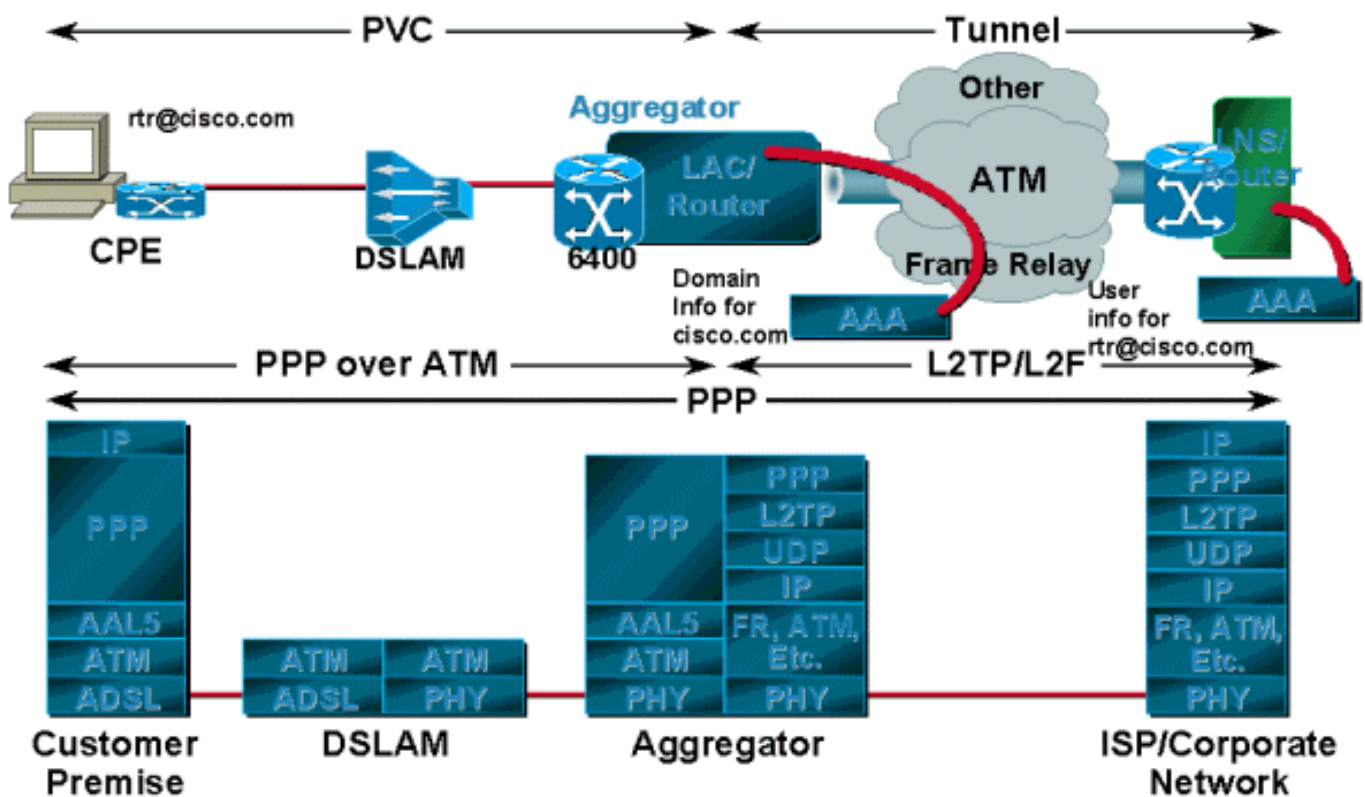 PVC
Tunnel
rtr@cisco.com
Aggregator
Other
LAC/
Router
ATM
LNS/
Router
CPE
DSLAM
6400
Frame Relay
Domain
Info for
cisco.com
AAA
User
info for
rtr@cisco.com
AAA
PPP over ATM
L2TP/L2F
PPP
IP
PPP
AAL5
ATM
ADSL
ATM
ADSL
ATM
PHY
PPP
AAL5
ATM
PHY
PPP
L2TP
UDP
IP
FR, ATM,
Etc.
PHY
IP
PPP
L2TP
UDP
IP
FR, ATM,
Etc.
PHY
Customer
Premise
DSLAM
Aggregator
ISP/Corporate
Network